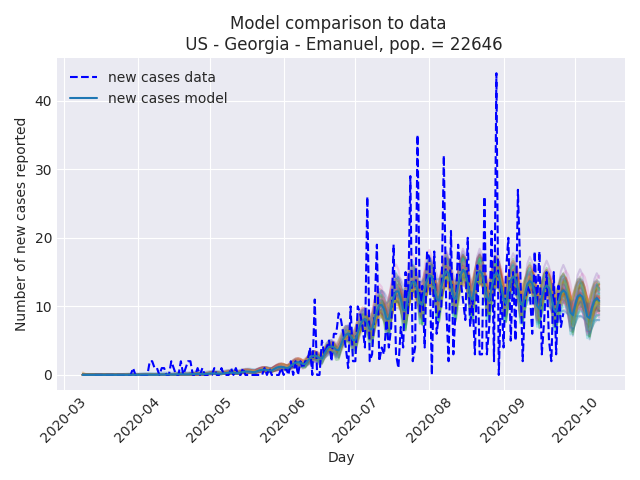 Model comparison to data
US - Georgia - Emanuel, pop. = 22646
new cases data
new cases model
Number of new cases reported
40
30
20
10
0
2020-03
2020-04
2020-05
2020-06
2020-07
2020-08
2020-09
2020-10
Day